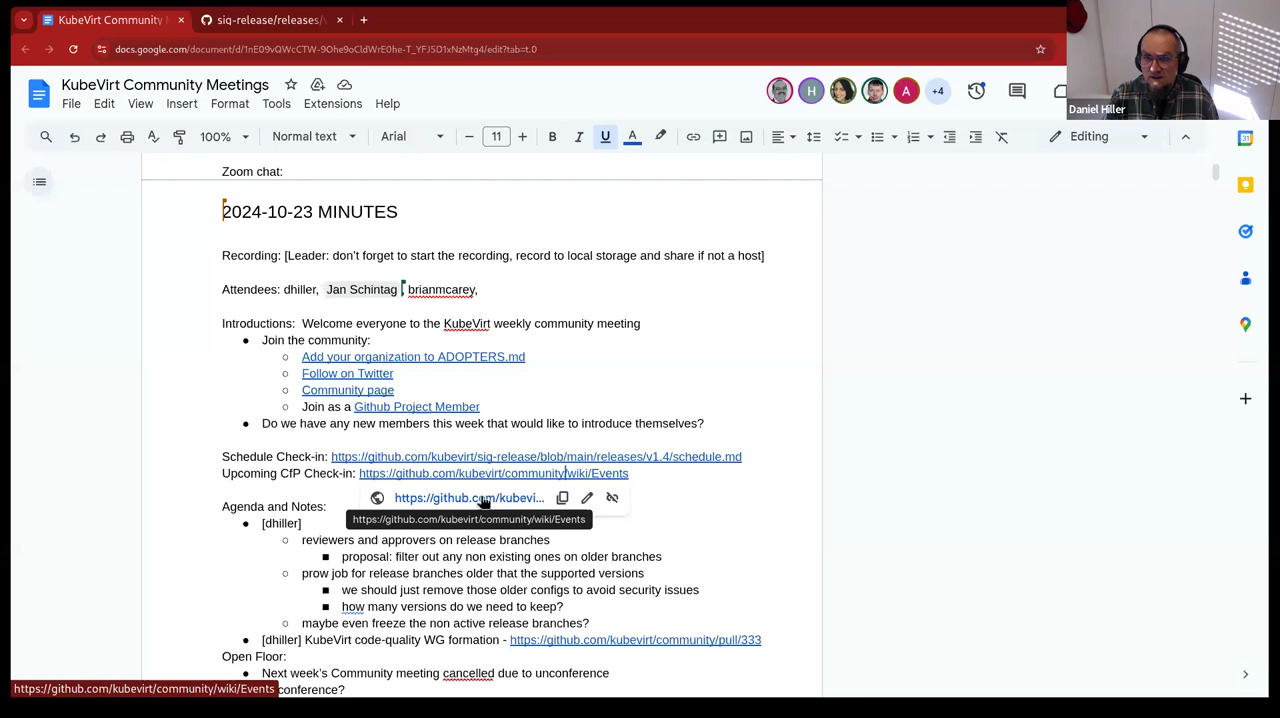 KubeVirt Community
sig-release/releases/
docs.google.com/document/d/1nE09vQWcCTW-9Ohe9oCldWrE0he-T_YFJ5D1xNzMtg4/edit?tab=t.0
KubeVirt Community Meetings
File Edit View Insert Format Tools Extensions Help
H
A
+4
Daniel Hiller
100%
Normal text
Arial
11
B
I
U
A
Editing
Zoom chat:
2024-10-23 MINUTES
Recording: [Leader: don't forget to start the recording, record to local storage and share if not a host]
Attendees: dhiller, Jan Schintag , brianmcarey,
Introductions: Welcome everyone to the KubeVirt weekly community meeting
● Join the community:
○ Add your organization to ADOPTERS.md
○ Follow on Twitter
○ Community page
○ Join as a Github Project Member
● Do we have any new members this week that would like to introduce themselves?
Schedule Check-in: https://github.com/kubevirt/sig-release/blob/main/releases/v1.4/schedule.md
Upcoming CfP Check-in: https://github.com/kubevirt/community/wiki/Events
https://github.com/kubevi...
https://github.com/kubevirt/community/wiki/Events
Agenda and Notes:
● [dhiller]
○ reviewers and approvers on release branches
■ proposal: filter out any non existing ones on older branches
○ prow job for release branches older that the supported versions
■ we should just remove those older configs to avoid security issues
■ how many versions do we need to keep?
○ maybe even freeze the non active release branches?
● [dhiller] KubeVirt code-quality WG formation - https://github.com/kubevirt/community/pull/333
Open Floor:
● Next week's Community meeting cancelled due to unconference
conference?
https://github.com/kubevirt/community/wiki/Events